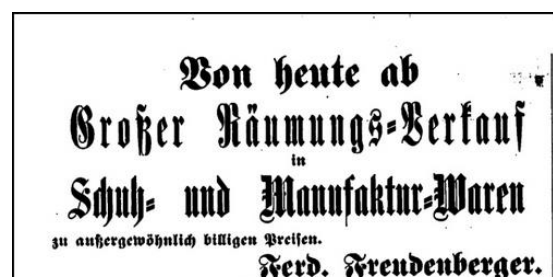 Von heute ab
Großer Räumungs-Verkauf
in
Schuh- und Manufaktur-Waren
zu außergewöhnlich billigen Preisen.
Ferd. Freudenberger.